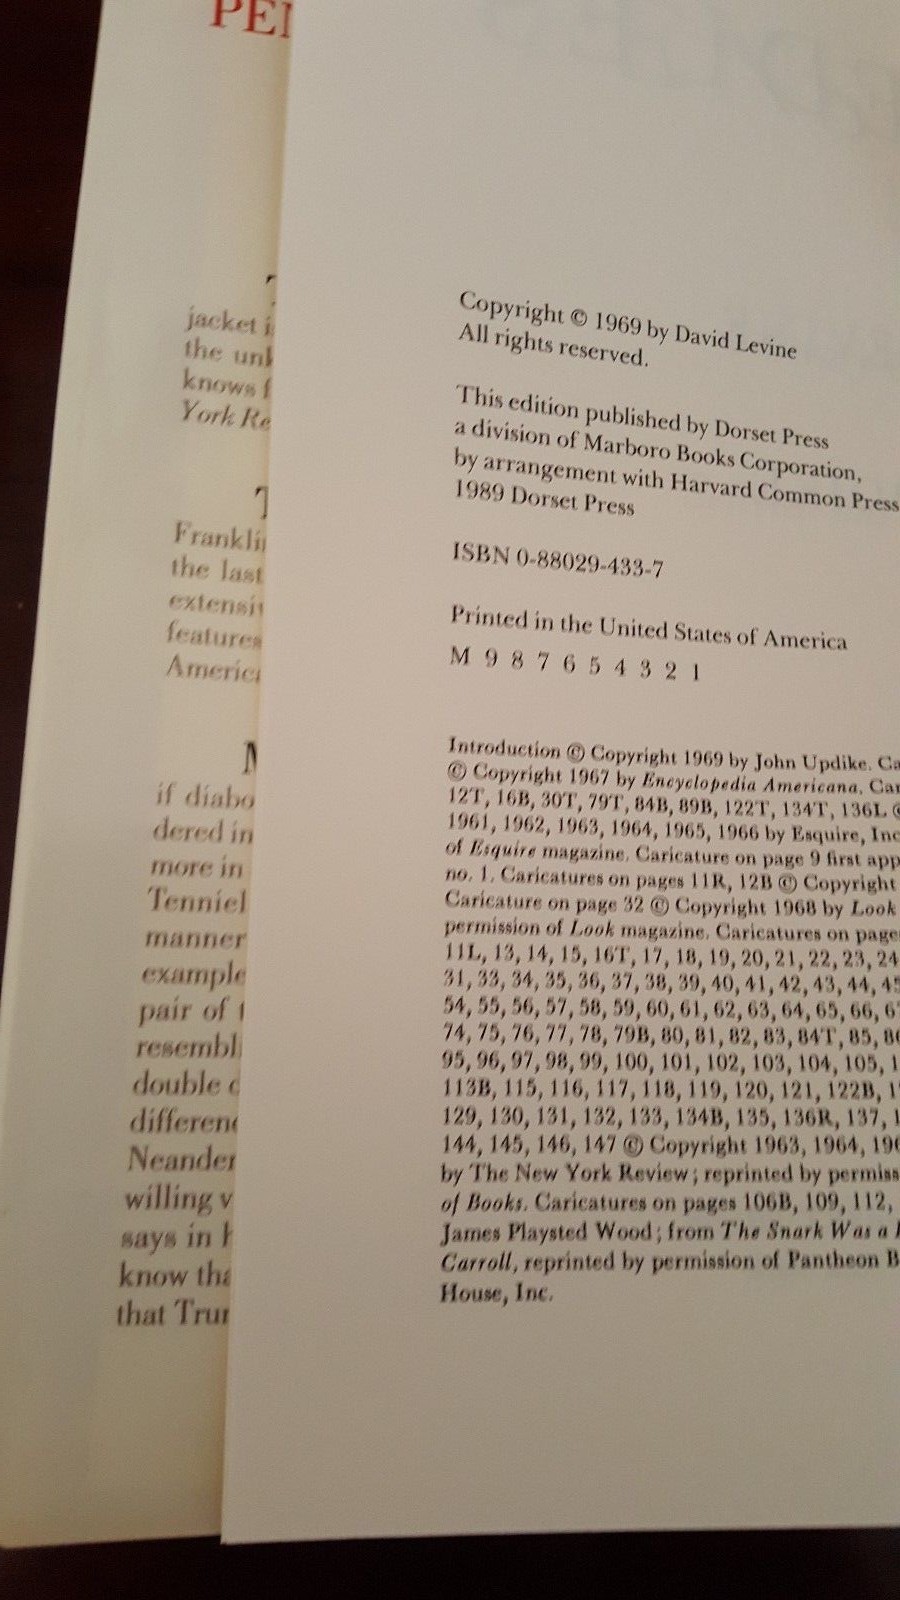 jacket
the
knows
York Re
Franklin
the last
features
if diabo
dered in
more in
Tenniel
manner
example
pair of
double
Neander
willing
says in
know tha
that
Copyright © 1969 by David Levine
All rights reserved.
This edition published by Dorset Press
a division of Marboro Books Corporation,
by arrangement with Harvard Common Press
1989 Dorset Press
ISBN 0-88029-433-7
Printed in the United States of America
M 9 8 7 6 5 4 3 2 1
Introduction © Copyright 1969 by John Updike. Ca
© Copyright 1967 by Encyclopedia Americana. Car
12T, 16B, 30T, 79T, 84B, 89B, 122T, 134T, 136L ©
1961, 1962, 1963, 1964, 1965, 1966 by Esquire, Inc
of Esquire magazine. Caricature on page 9 first app
no. 1. Caricatures on pages 11R, 12B © Copyright
Caricature on page 32 © Copyright 1968 by Look
permission of Look magazine. Caricatures on page
11L, 13, 14, 15, 16T, 17, 18, 19, 20, 21, 22, 23, 24
31, 33, 34, 35, 36, 37, 38, 39, 40, 41, 42, 43, 44, 45
54, 55, 56, 57, 58, 59, 60, 61, 62, 63, 64, 65, 66, 67
74, 75, 76, 77, 78, 79B, 80, 81, 82, 83, 84T, 85, 86
95, 96, 97, 98, 99, 100, 101, 102, 103, 104, 105, 1
113B, 115, 116, 117, 118, 119, 120, 121, 122B, 1
129, 130, 131, 132, 133, 134B, 135, 136R, 137, 1
144, 145, 146, 147 © Copyright 1963, 1964, 196
by The New York Review; reprinted by permiss
of Books. Caricatures on pages 106B, 109, 112,
James Playsted Wood; from The Snark Was a
Carroll, reprinted by permission of Pantheon B
House, Inc.